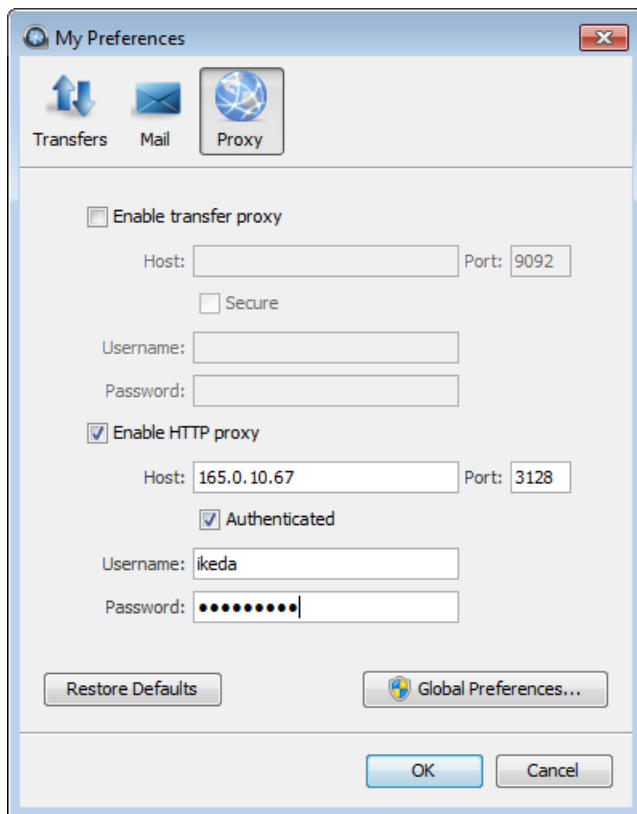 My Preferences
Transfers Mail Proxy
Enable transfer proxy
Host: Port: 9092
Secure
Username:
Password:
Enable HTTP proxy
Host: 165.0.10.67 Port: 3128
Authenticated
Username: ikeda
Password: ●●●●●●●●●
Restore Defaults Global Preferences...
OK Cancel